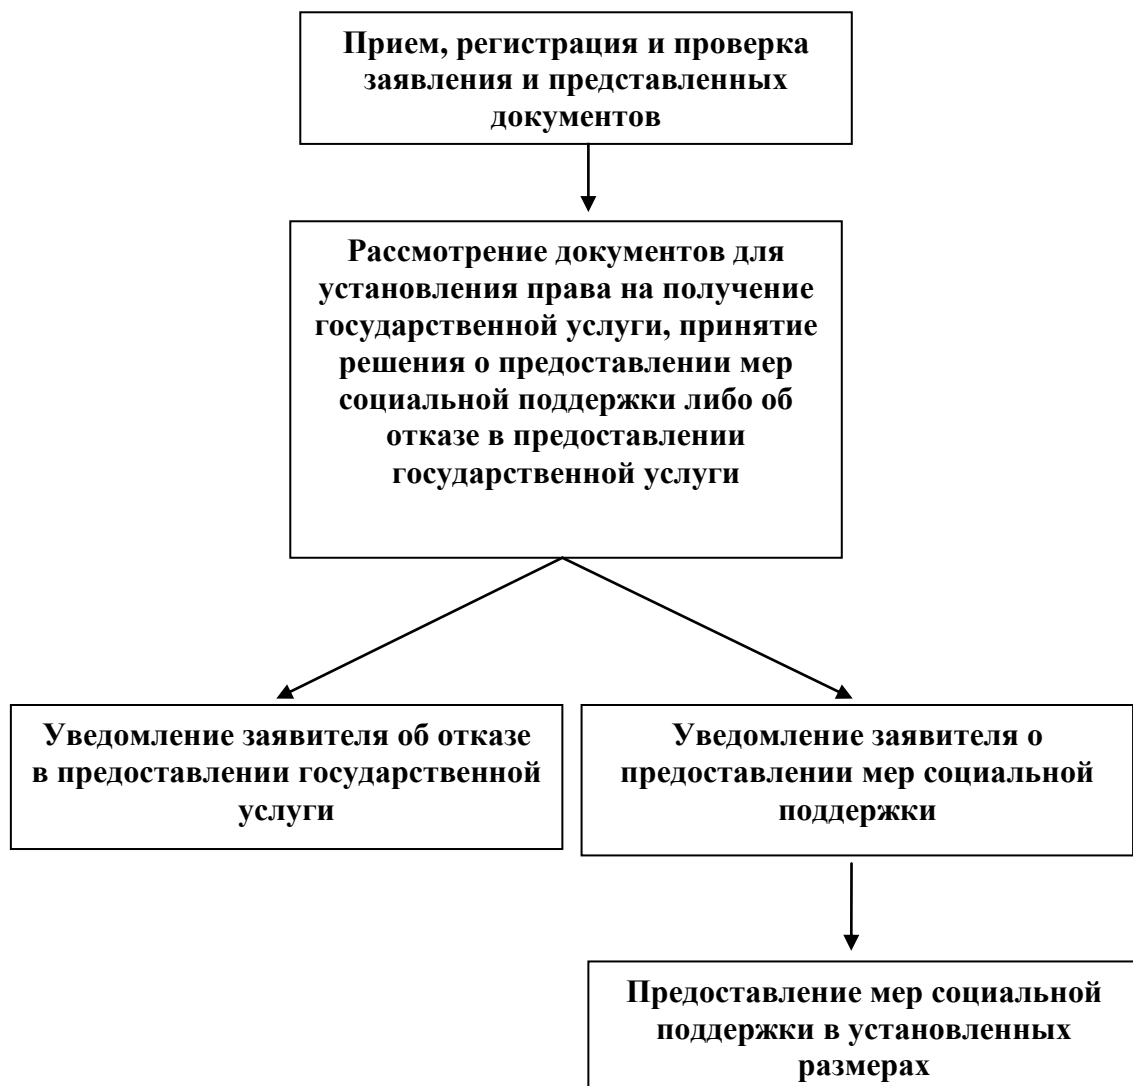 Прием, регистрация и проверка
заявления и представленных
документов
Рассмотрение документов для
установления права на получение
государственной услуги, принятие
решения о предоставлении мер
социальной поддержки либо об
отказе в предоставлении
государственной услуги
Уведомление заявителя об отказе
в предоставлении государственной
услуги
Уведомление заявителя о
предоставлении мер социальной
поддержки
Предоставление мер социальной
поддержки в установленных
размерах